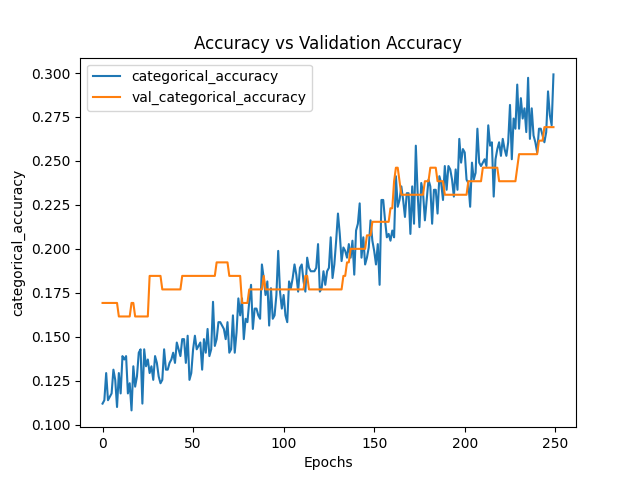 Accuracy vs Validation Accuracy
categorical_accuracy
val_categorical_accuracy
0.300
0.275
0.250
0.225
0.200
0.175
0.150
0.125
0.100
categorical_accuracy
0 50 100 150 200 250
Epochs